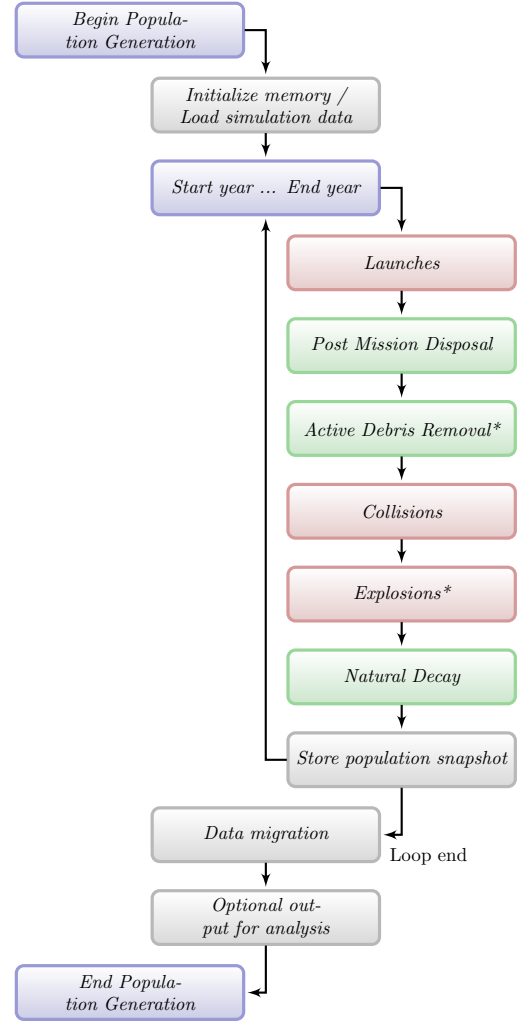 Begin Popula-
tion Generation
Initialize memory /
Load simulation data
Start year ... End year
Launches
Post Mission Disposal
Active Debris Removal*
Collisions
Explosions*
Natural Decay
Store population snapshot
Data migration
Loop end
Optional out-
put for analysis
End Popula-
tion Generation